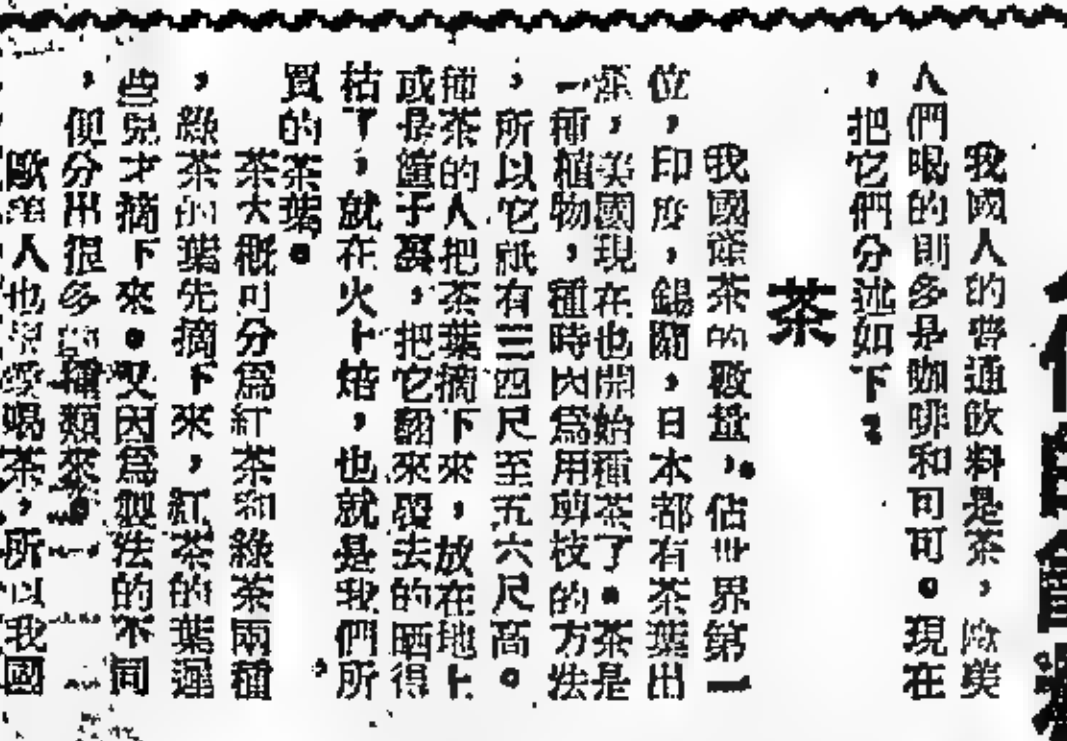 我國人的普通飲料是茶，歐美
人們喝的則多是咖啡和可可。現在
，把它們分述如下：
茶
我國產茶的數量，佔世界第一
位，印度，錫蘭，日本都有茶葉出
產，美國現在也開始種茶了。茶是
一種植物，種時因爲用剪枝的方法
，所以它祇有三四尺至五六尺高。
種茶的人把茶葉摘下來，放在地上
或是簾子裏，把它翻來覆去的晒得
枯了，就在火上焙，也就是我們所
買的茶葉。
茶大概可分爲紅茶和綠茶兩種
，綠茶的葉先摘下來，紅茶的葉遲
些兒才摘下來。又因爲製法的不同
，便分出很多種類來。
歐美人也很愛喝茶，所以我國